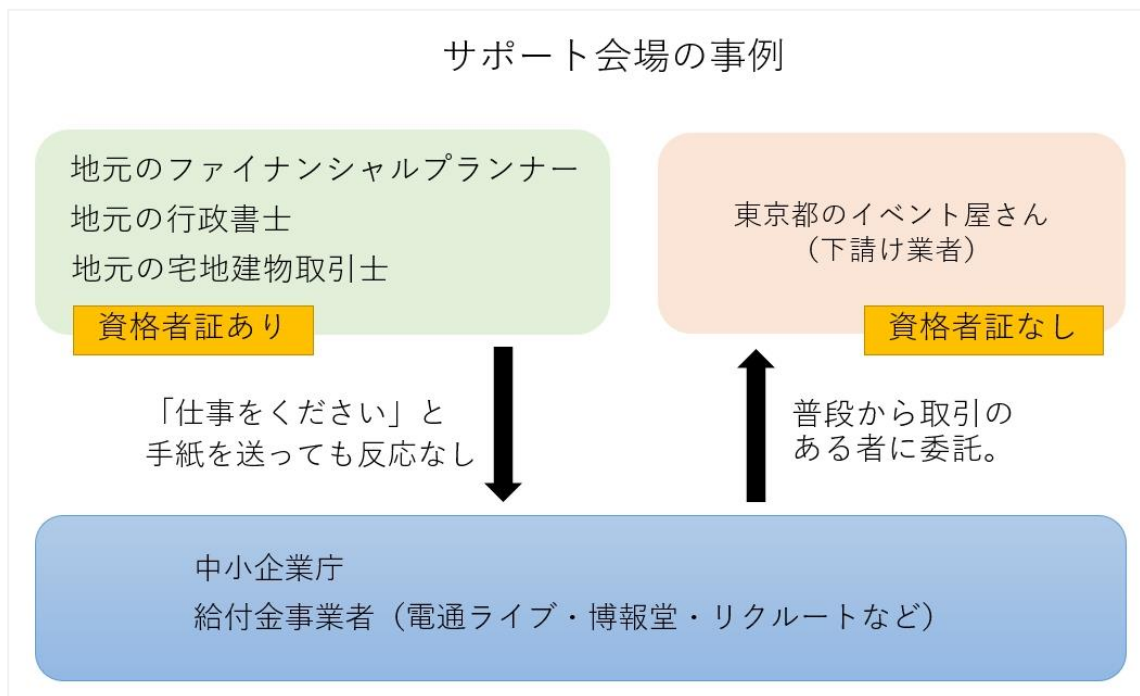 サポート会場の事例
地元のファイナンシャルプランナー
地元の行政書士
地元の宅地建物取引士
資格者証あり
東京都のイベント屋さん
（下請け業者）
資格者証なし
「仕事をください」と
手紙を送っても反応なし
普段から取引の
ある者に委託。
中小企業庁
給付金事業者（電通ライブ・博報堂・リクルートなど）